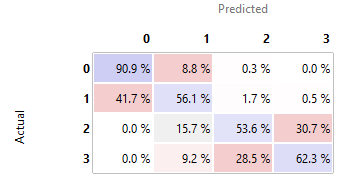 Predicted
0 1 2 3
0 90.9 % 8.8 % 0.3 % 0.0 %
1 41.7 % 56.1 % 1.7 % 0.5 %
2 0.0 % 15.7 % 53.6 % 30.7 %
3 0.0 % 9.2 % 28.5 % 62.3 %
Actual